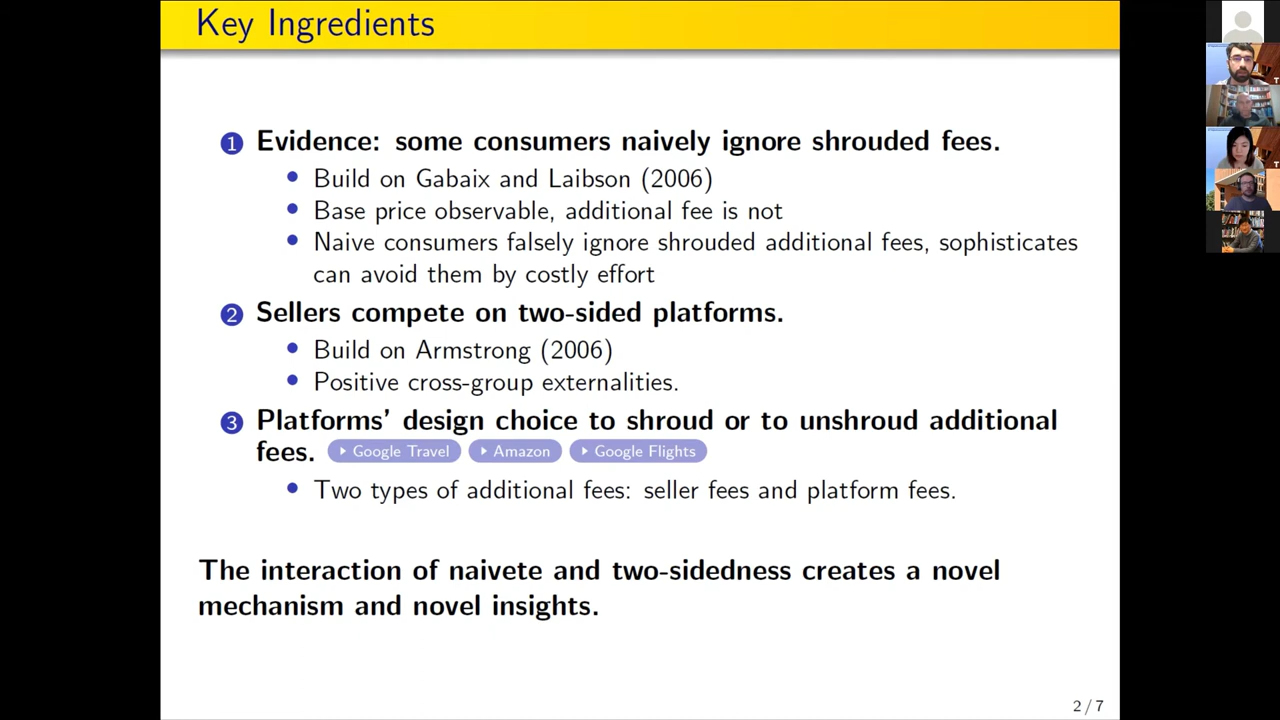 Key Ingredients
1 Evidence: some consumers naively ignore shrouded fees.
• Build on Gabaix and Laibson (2006)
• Base price observable, additional fee is not
• Naive consumers falsely ignore shrouded additional fees, sophisticates
can avoid them by costly effort
2 Sellers compete on two-sided platforms.
• Build on Armstrong (2006)
• Positive cross-group externalities.
3 Platforms' design choice to shroud or to unshroud additional
fees. Google Travel Amazon Google Flights
• Two types of additional fees: seller fees and platform fees.
The interaction of naivete and two-sidedness creates a novel
mechanism and novel insights.
2 / 7